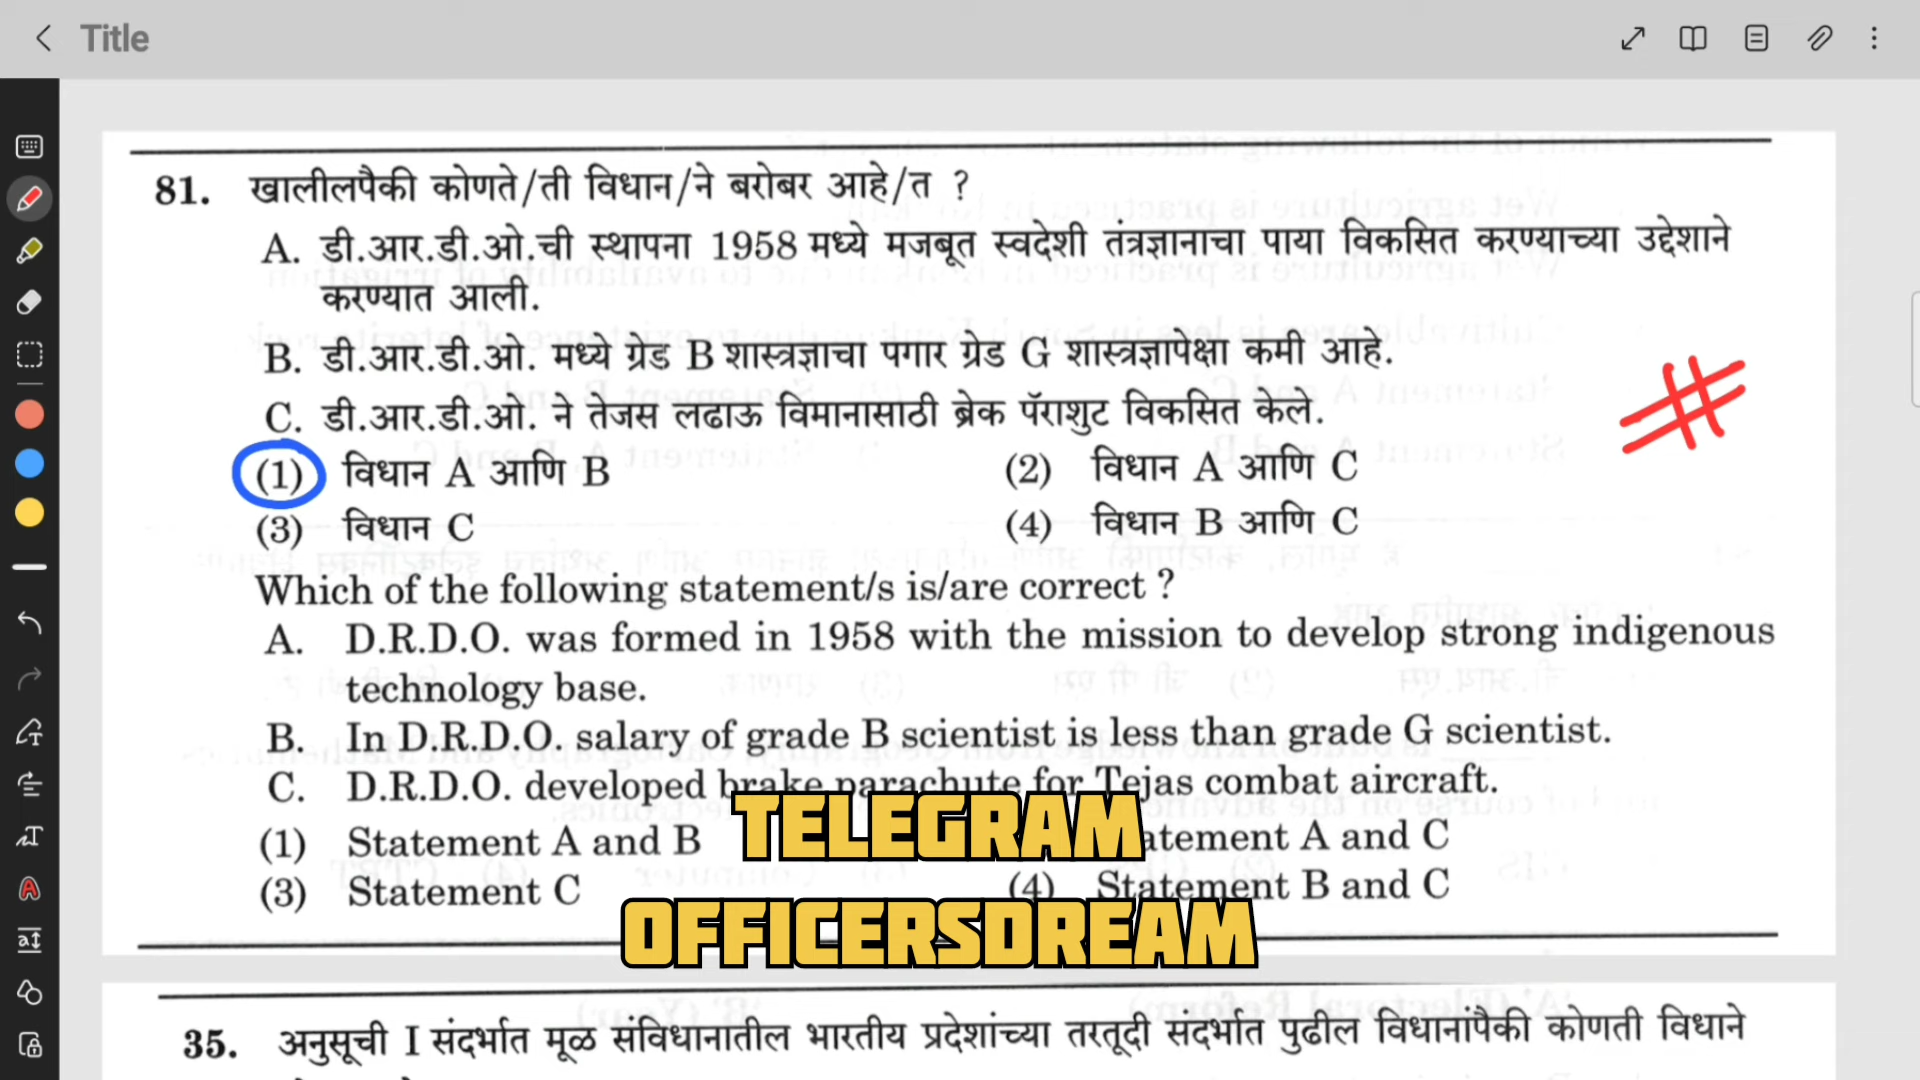 Title
81. खालीलपैकी कोणते/ती विधान/ने बरोबर आहे/त ?
A. डी.आर.डी.ओ.ची स्थापना 1958 मध्ये मजबूत स्वदेशी तंत्रज्ञानाचा पाया विकसित करण्याच्या उद्देशाने
करण्यात आली.
B. डी.आर.डी.ओ. मध्ये ग्रेड B शास्त्रज्ञाचा पगार ग्रेड G शास्त्रज्ञापेक्षा कमी आहे.
C. डी.आर.डी.ओ. ने तेजस लढाऊ विमानासाठी ब्रेक पॅराशुट विकसित केले.
(1) विधान A आणि B (2) विधान A आणि C
(3) विधान C (4) विधान B आणि C
Which of the following statement/s is/are correct ?
A. D.R.D.O. was formed in 1958 with the mission to develop strong indigenous
technology base.
B. In D.R.D.O. salary of grade B scientist is less than grade G scientist.
C. D.R.D.O. developed brake parachute for Tejas combat aircraft.
(1) Statement A and B atement A and C
(3) Statement C (4) Statement B and C
TELEGRAM
OFFICERSDREAM
35. अनुसूची I संदर्भात मूळ संविधानातील भारतीय प्रदेशांच्या तरतूदी संदर्भात पुढील विधानांपैकी कोणती विधाने